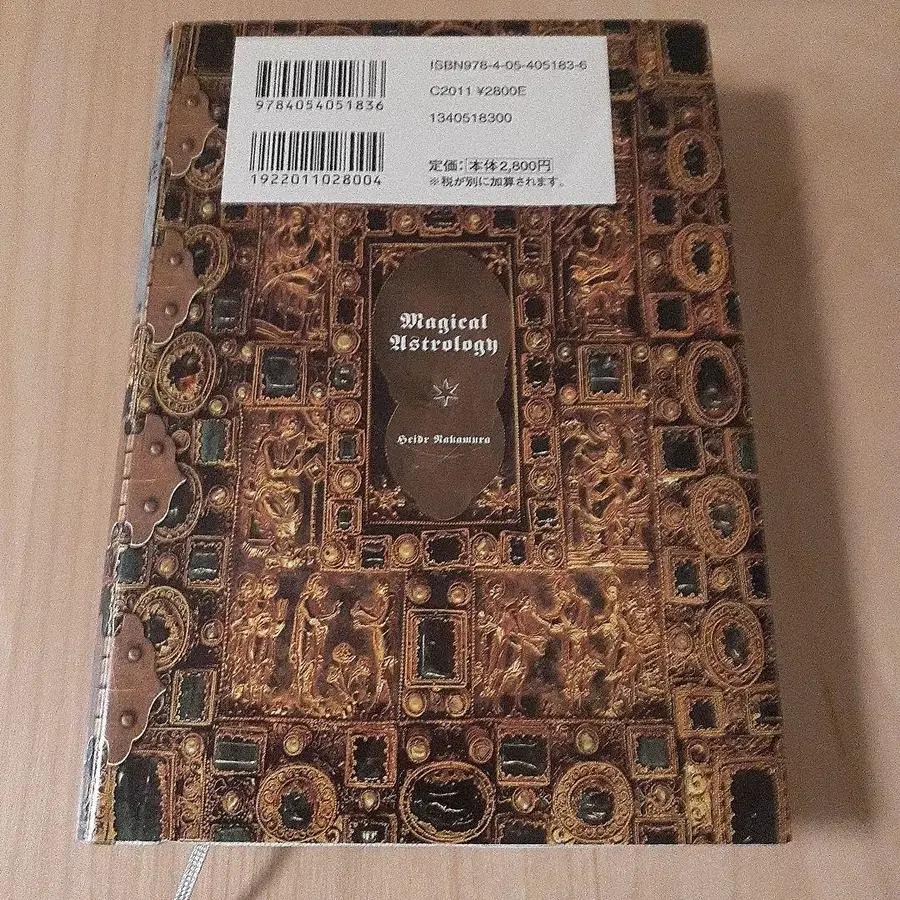 ISBN978-4-05-405183-6
C2011 ¥2800E
1340518300
9784054051836
1922011028004
定価：本体2,800円
※税が別に加算されます。
Magical
Astrology
Heidr Nakamura